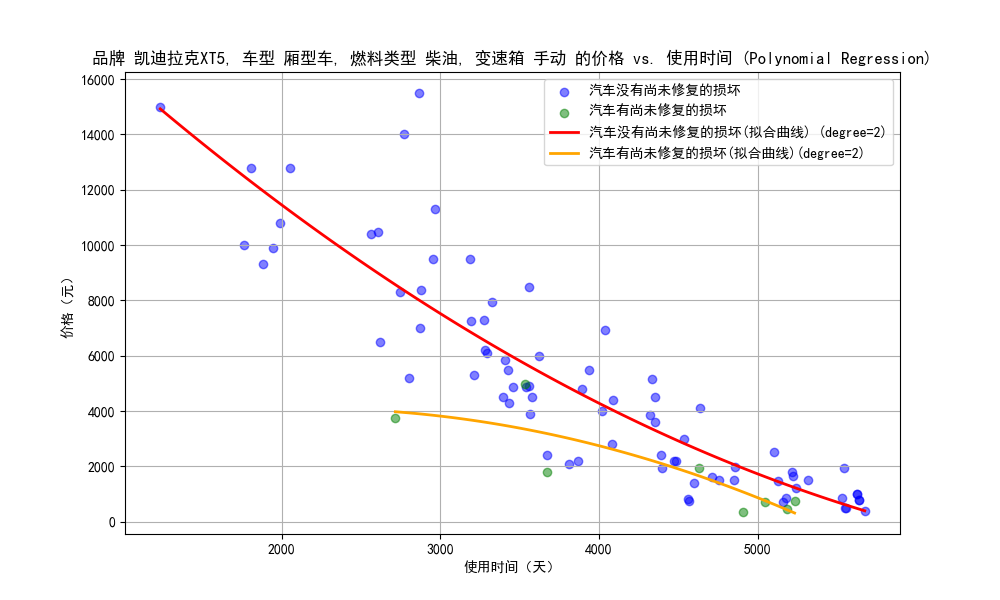 品牌 凯迪拉克XT5, 车型 厢型车, 燃料类型 柴油, 变速箱 手动 的价格 vs. 使用时间 (Polynomial Regression)
汽车没有尚未修复的损坏
汽车有尚未修复的损坏
汽车没有尚未修复的损坏(拟合曲线) (degree=2)
汽车有尚未修复的损坏(拟合曲线)(degree=2)
价格（元）
16000
14000
12000
10000
8000
6000
4000
2000
0
2000 3000 4000 5000
使用时间（天）